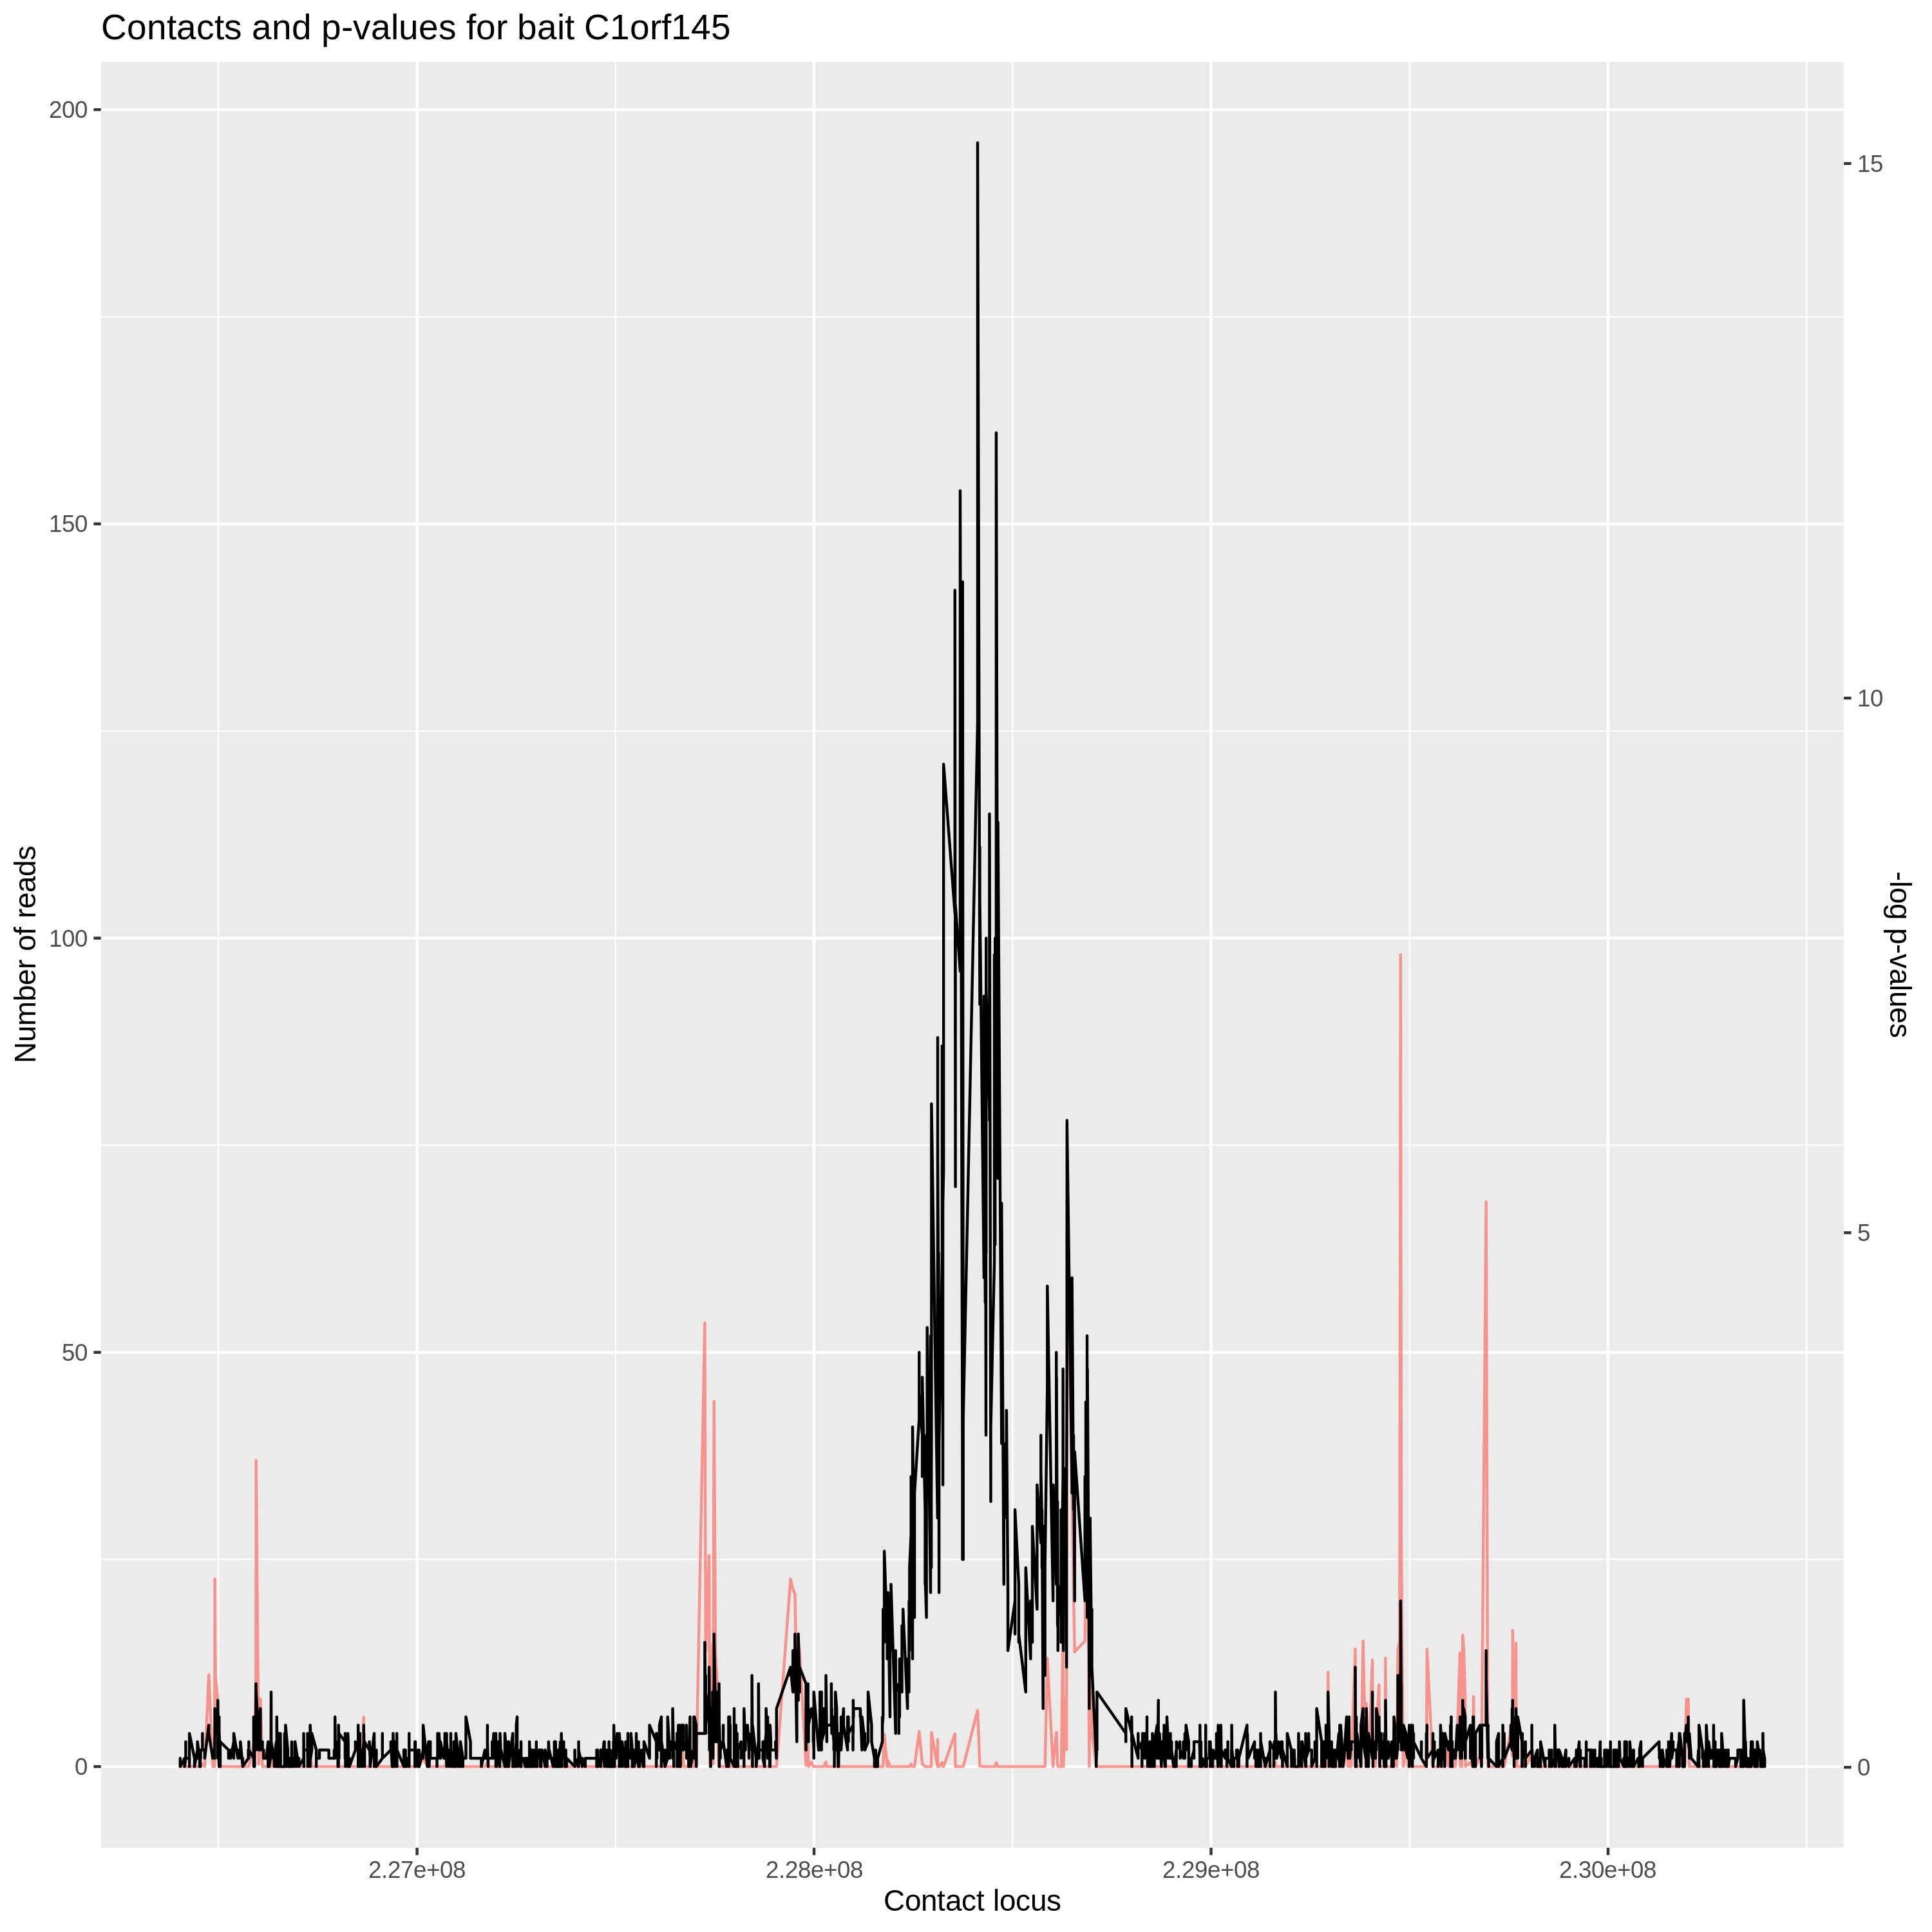 Contacts and p-values for bait C1orf145
200
150
100
50
0
15
10
5
0
Number of reads
-log p-values
2.27e+08
2.28e+08
2.29e+08
2.30e+08
Contact locus